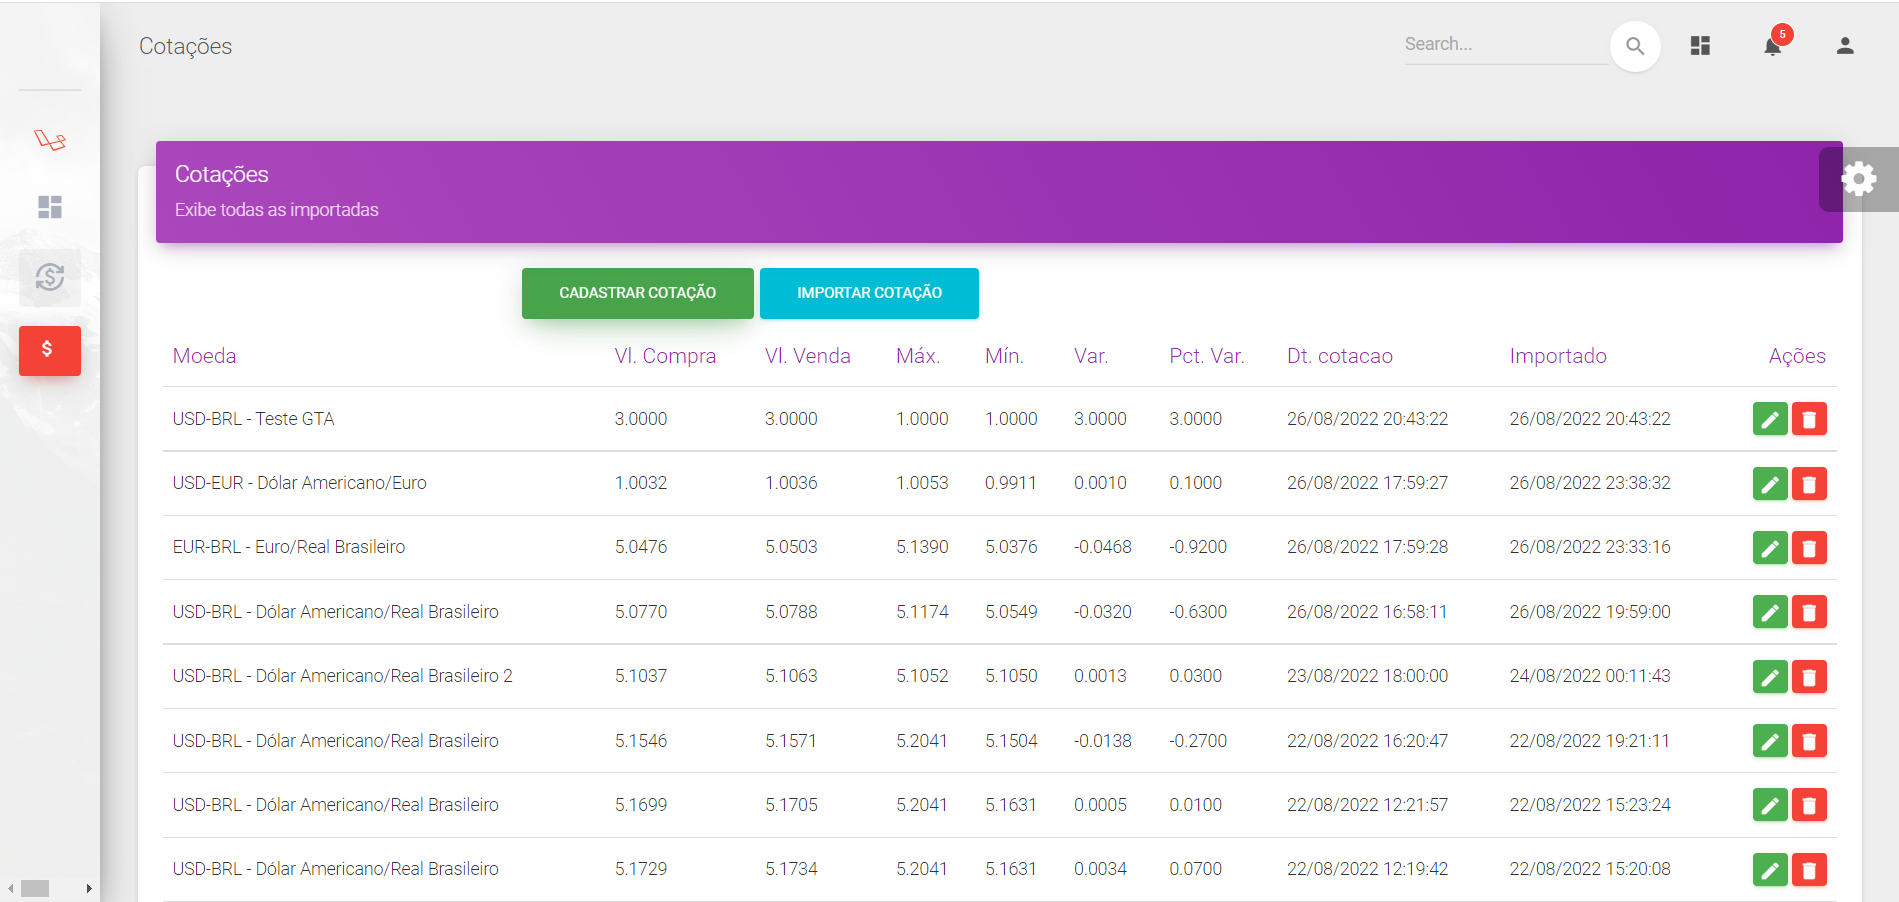 Cotações
Search...
5
Cotações
Exibe todas as importadas
CADASTRAR COTAÇÃO IMPORTAR COTAÇÃO
Moeda Vl. Compra Vl. Venda Máx. Mín. Var. Pct. Var. Dt. cotacao Importado Ações
USD-BRL - Teste GTA 3.0000 3.0000 1.0000 1.0000 3.0000 3.0000 26/08/2022 20:43:22 26/08/2022 20:43:22
USD-EUR - Dólar Americano/Euro 1.0032 1.0036 1.0053 0.9911 0.0010 0.1000 26/08/2022 17:59:27 26/08/2022 23:38:32
EUR-BRL - Euro/Real Brasileiro 5.0476 5.0503 5.1390 5.0376 -0.0468 -0.9200 26/08/2022 17:59:28 26/08/2022 23:33:16
USD-BRL - Dólar Americano/Real Brasileiro 5.0770 5.0788 5.1174 5.0549 -0.0320 -0.6300 26/08/2022 16:58:11 26/08/2022 19:59:00
USD-BRL - Dólar Americano/Real Brasileiro 2 5.1037 5.1063 5.1052 5.1050 0.0013 0.0300 23/08/2022 18:00:00 24/08/2022 00:11:43
USD-BRL - Dólar Americano/Real Brasileiro 5.1546 5.1571 5.2041 5.1504 -0.0138 -0.2700 22/08/2022 16:20:47 22/08/2022 19:21:11
USD-BRL - Dólar Americano/Real Brasileiro 5.1699 5.1705 5.2041 5.1631 0.0005 0.0100 22/08/2022 12:21:57 22/08/2022 15:23:24
USD-BRL - Dólar Americano/Real Brasileiro 5.1729 5.1734 5.2041 5.1631 0.0034 0.0700 22/08/2022 12:19:42 22/08/2022 15:20:08